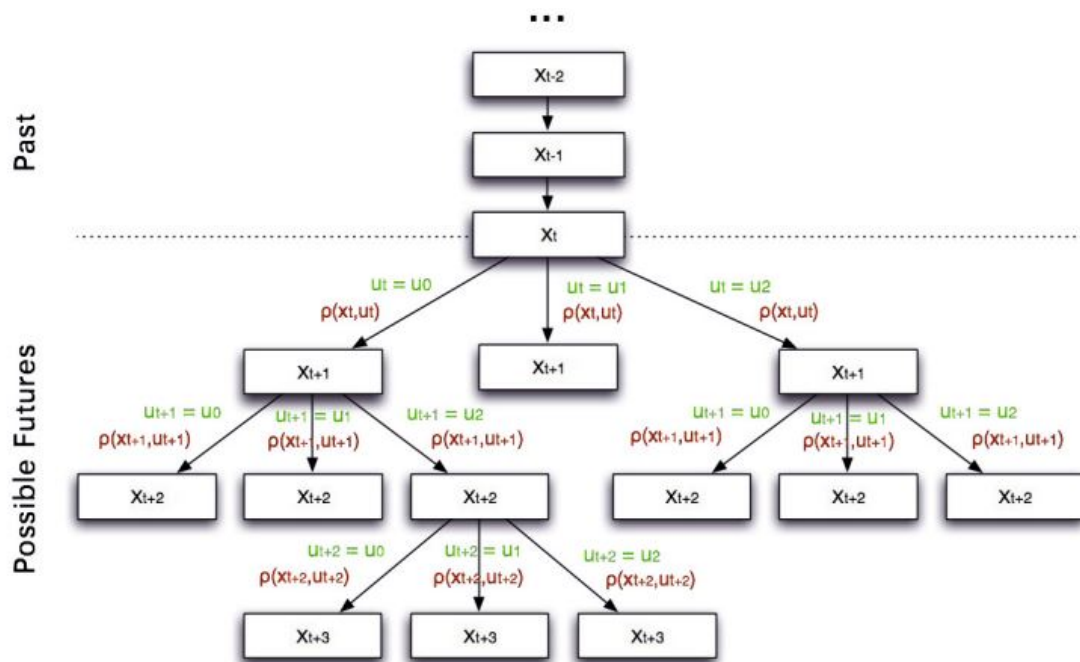 ...
Past
xt-2
xt-1
xt
ut = u0 ut = u1 ut = u2
ρ(xt,ut) ρ(xt,ut) ρ(xt,ut)
Possible Futures
xt+1 xt+1 xt+1
ut+1 = u0 ut+1 = u1 ut+1 = u2 ut+1 = u0 ut+1 = u1 ut+1 = u2
ρ(xt+1,ut+1) ρ(xt+1,ut+1) ρ(xt+1,ut+1) ρ(xt+1,ut+1) ρ(xt+1,ut+1) ρ(xt+1,ut+1)
xt+2 xt+2 xt+2 xt+2 xt+2 xt+2
ut+2 = u0 ut+2 = u1 ut+2 = u2
ρ(xt+2,ut+2) ρ(xt+2,ut+2) ρ(xt+2,ut+2)
xt+3 xt+3 xt+3